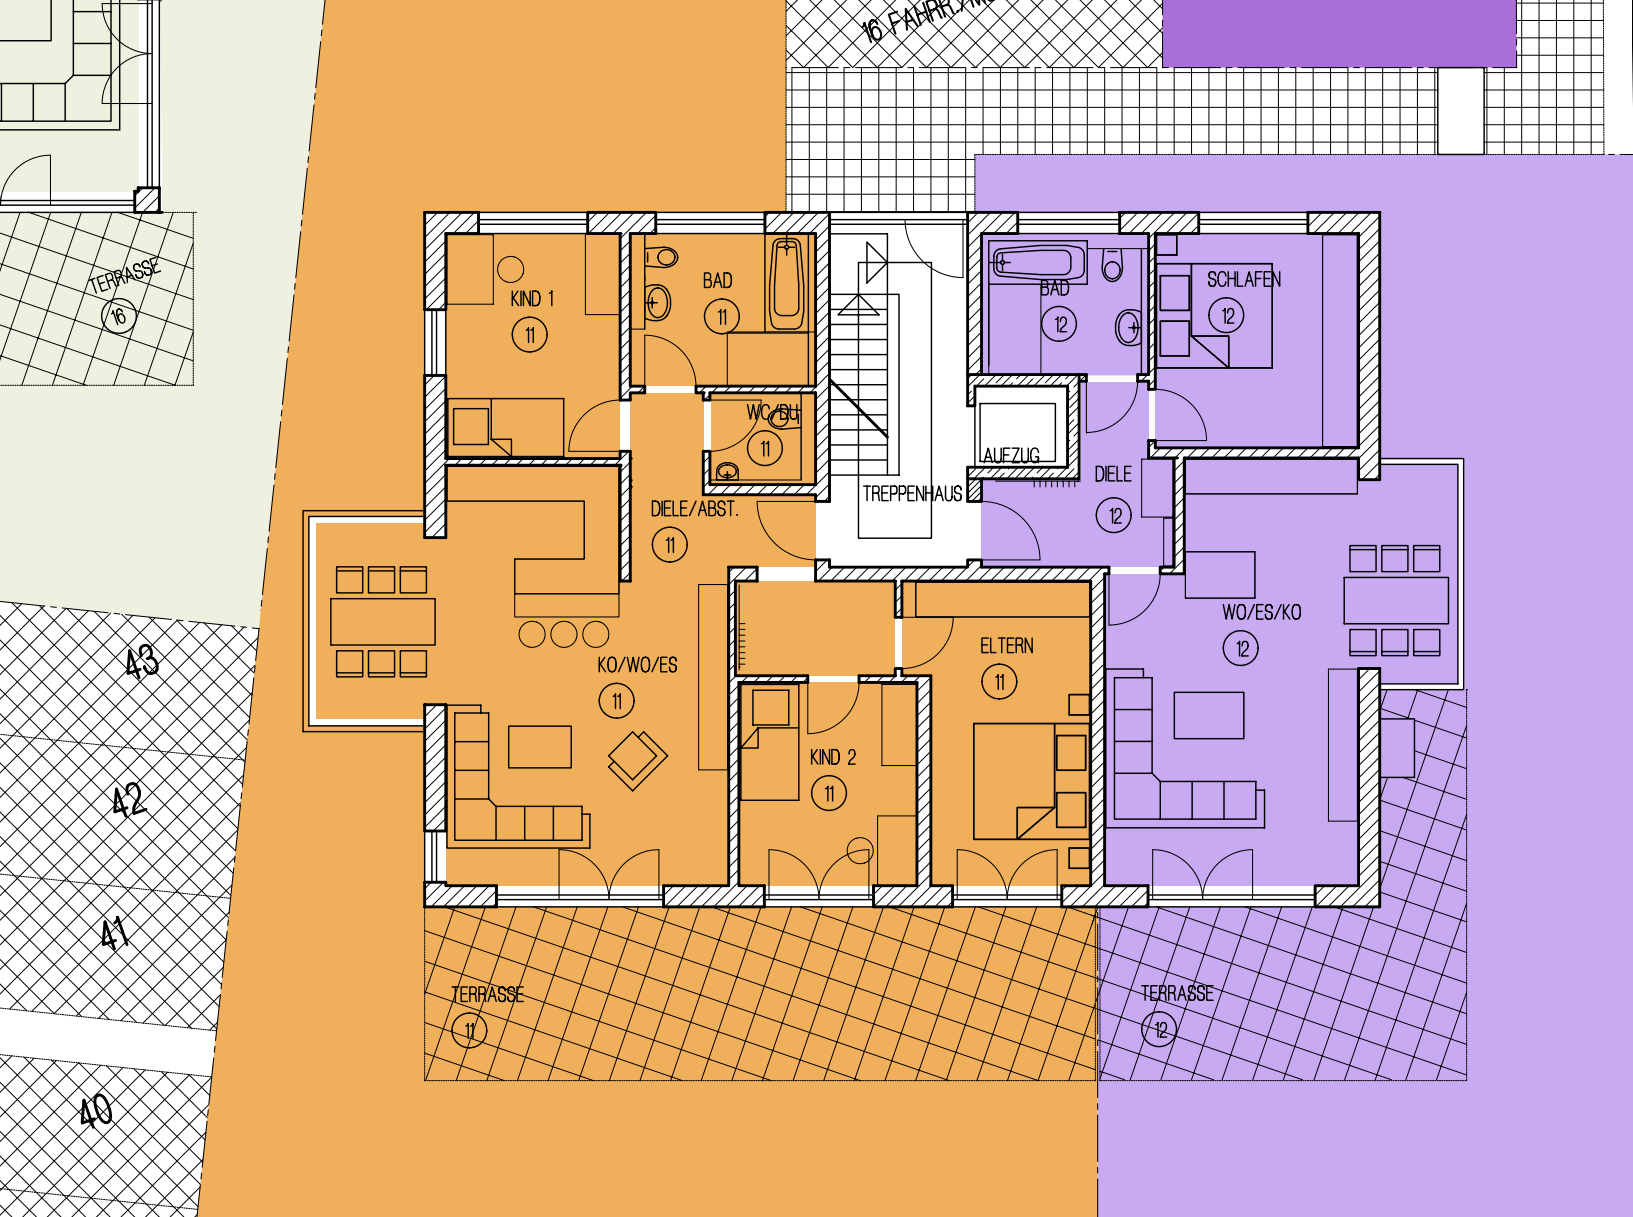 16 FAHRR./M
TERRASSE
16
KIND 1
11
BAD
11
WC/DU
11
DIELE/ABST.
11
TREPPENHAUS
AUFZUG
BAD
12
SCHLAFEN
12
DIELE
12
WO/ES/KO
12
KO/WO/ES
11
ELTERN
11
KIND 2
11
TERRASSE
11
TERRASSE
12
43
42
41
40